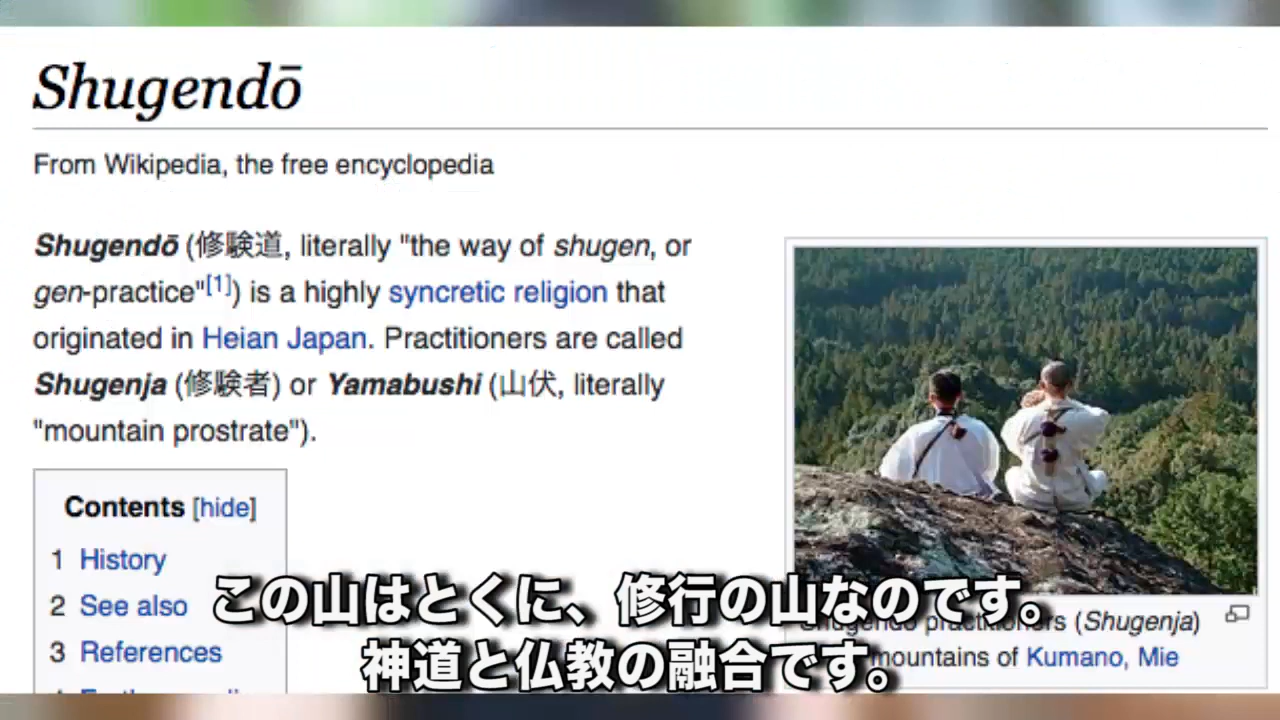 Shugendō
From Wikipedia, the free encyclopedia
Shugendō (修験道, literally "the way of shugen, or
gen-practice"[1]) is a highly syncretic religion that
originated in Heian Japan. Practitioners are called
Shugenja (修験者) or Yamabushi (山伏, literally
"mountain prostrate").
Contents [hide]
1 History
2 See also
3 References
practitioners (Shugenja)
mountains of Kumano, Mie
この山はとくに、修行の山なのです。
神道と仏教の融合です。